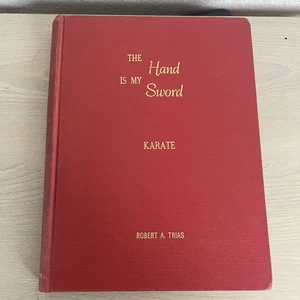 THE Hand
IS MY Sword
KARATE
ROBERT A. TRIAS